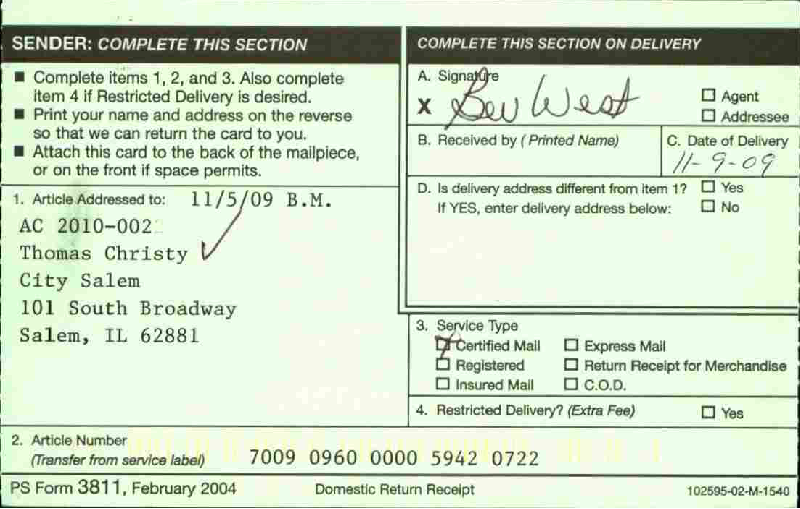 SENDER: COMPLETE THIS SECTION
■ Complete items 1, 2, and 3. Also complete
item 4 if Restricted Delivery is desired.
■ Print your name and address on the reverse
so that we can return the card to you.
■ Attach this card to the back of the mailpiece,
or on the front if space permits.
1. Article Addressed to: 11/5/09 B.M.
AC 2010-002
Thomas Christy
City Salem
101 South Broadway
Salem, IL 62881
2. Article Number
(Transfer from service label) 7009 0960 0000 5942 0722
COMPLETE THIS SECTION ON DELIVERY
A. Signature
X Bev West
☐ Agent
☐ Addressee
B. Received by (Printed Name)
C. Date of Delivery
11-9-09
D. Is delivery address different from item 1? ☐ Yes
If YES, enter delivery address below: ☐ No
3. Service Type
☑ Certified Mail ☐ Express Mail
☐ Registered ☐ Return Receipt for Merchandise
☐ Insured Mail ☐ C.O.D.
4. Restricted Delivery? (Extra Fee) ☐ Yes
PS Form 3811, February 2004 Domestic Return Receipt 102595-02-M-1540